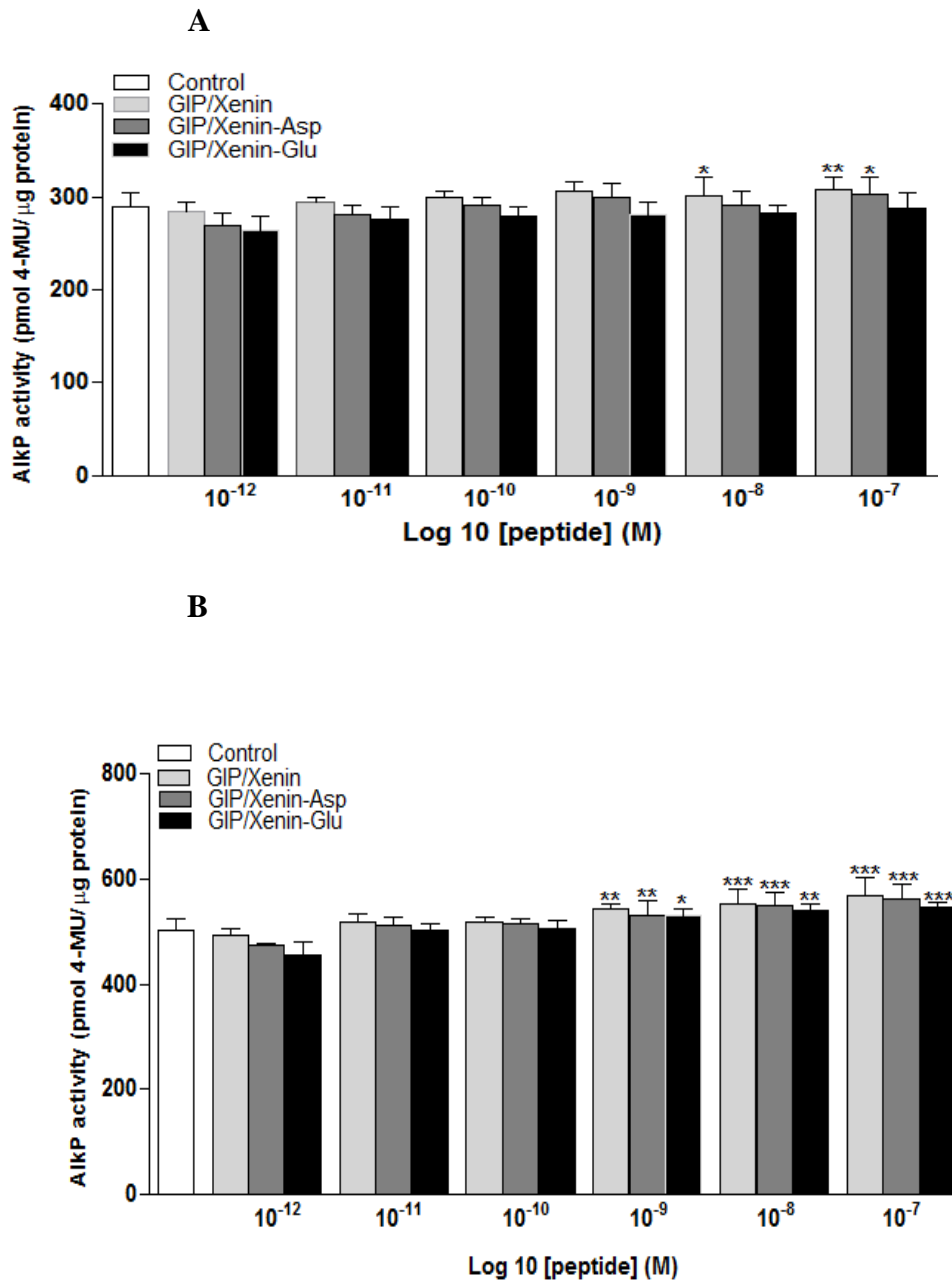 A
Control
GIP/Xenin
GIP/Xenin-Asp
GIP/Xenin-Glu
AlkP activity (pmol 4-MU/μg protein)
400
300
200
100
0
* ** *
10⁻¹² 10⁻¹¹ 10⁻¹⁰ 10⁻⁹ 10⁻⁸ 10⁻⁷
Log 10 [peptide] (M)
B
Control
GIP/Xenin
GIP/Xenin-Asp
GIP/Xenin-Glu
AlkP activity (pmol 4-MU/μg protein)
800
600
400
200
0
** ** * *** *** ** *** *** ***
10⁻¹² 10⁻¹¹ 10⁻¹⁰ 10⁻⁹ 10⁻⁸ 10⁻⁷
Log 10 [peptide] (M)